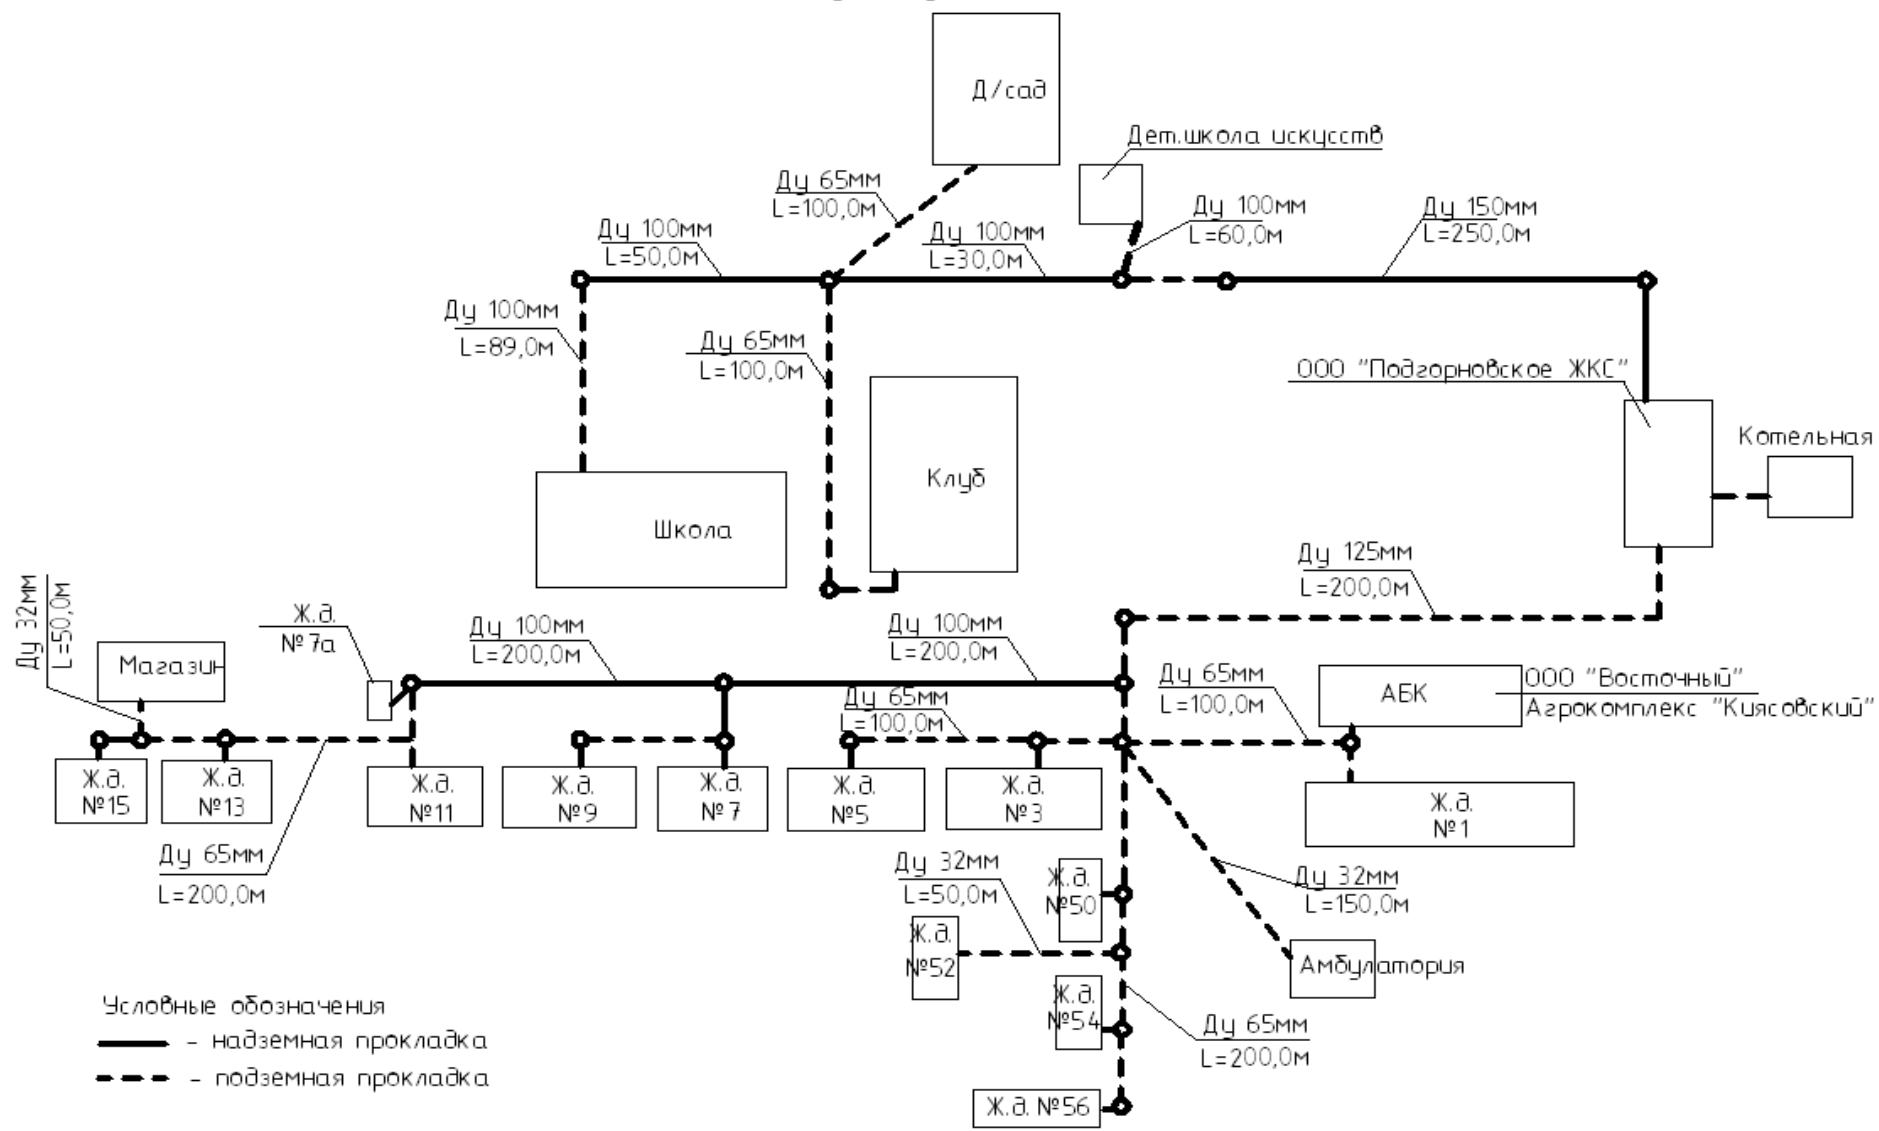 Д/сад
Дет.школа искусств
Ду 65мм
L=100,0м
Ду 100мм
L=60,0м
Ду 150мм
L=250,0м
Ду 100мм
L=50,0м
Ду 100мм
L=30,0м
Ду 100мм
L=89,0м
Ду 65мм
L=100,0м
ООО "Подгорновское ЖКС"
Котельная
Клуб
Школа
Ду 125мм
L=200,0м
Ду 32мм
L=50,0м
Магазин
Ж.д.
№7а
Ду 100мм
L=200,0м
Ду 100мм
L=200,0м
Ду 65мм
L=100,0м
Ду 65мм
L=100,0м
АБК
ООО "Восточный"
Агрокомплекс "Киясовский"
Ж.д.
№15
Ж.д.
№13
Ж.д.
№11
Ж.д.
№9
Ж.д.
№7
Ж.д.
№5
Ж.д.
№3
Ж.д.
№1
Ду 65мм
L=200,0м
Ду 32мм
L=50,0м
Ж.д.
№50
Ду 32мм
L=150,0м
Ж.д.
№52
Амбулатория
Ж.д.
№54
Ду 65мм
L=200,0м
Ж.д. №56
Условные обозначения
- надземная прокладка
- подземная прокладка